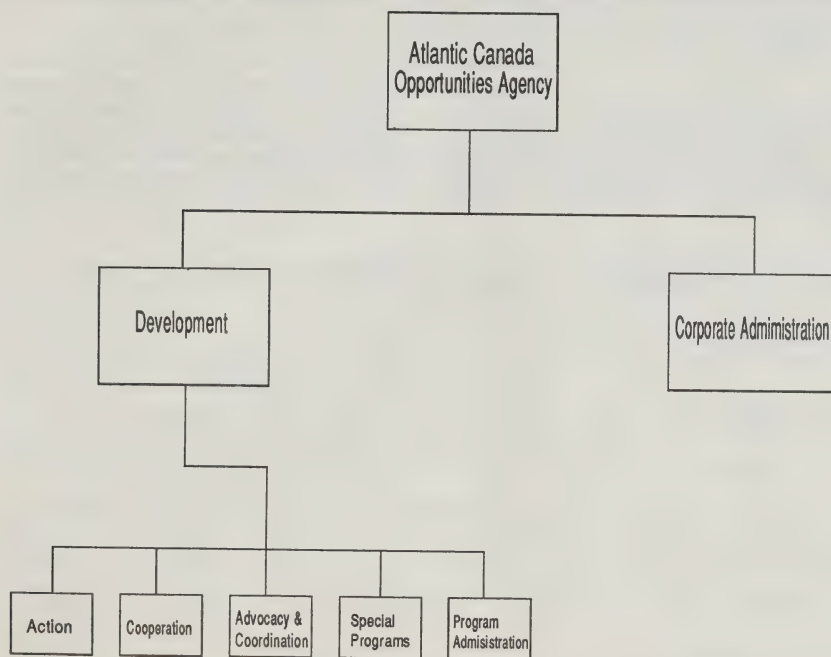 Atlantic Canada
Opportunities Agency
Development
Corporate Admimistration
Action
Cooperation
Advocacy &
Coordination
Special
Programs
Program
Admisistration